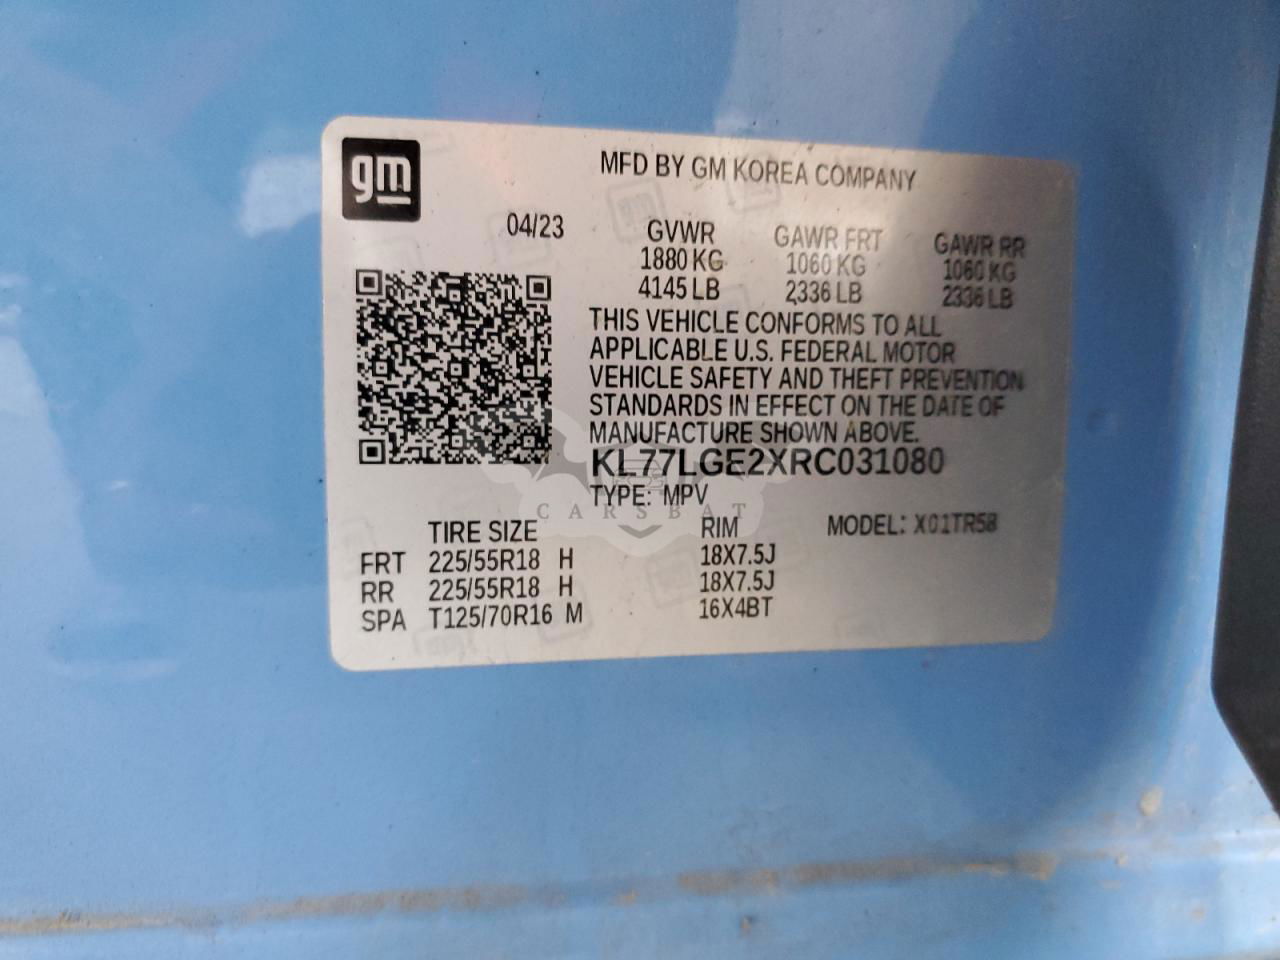 gm
MFD BY GM KOREA COMPANY
04/23
GVWR GAWR FRT GAWR RR
1880 KG 1060 KG 1060 KG
4145 LB 2336 LB 2336 LB
THIS VEHICLE CONFORMS TO ALL
APPLICABLE U.S. FEDERAL MOTOR
VEHICLE SAFETY AND THEFT PREVENTION
STANDARDS IN EFFECT ON THE DATE OF
MANUFACTURE SHOWN ABOVE.
KL77LGE2XRC031080
TYPE: MPV
CARSBAT
TIRE SIZE RIM MODEL: X01TR58
FRT 225/55R18 H 18X7.5J
RR 225/55R18 H 18X7.5J
SPA T125/70R16 M 16X4BT